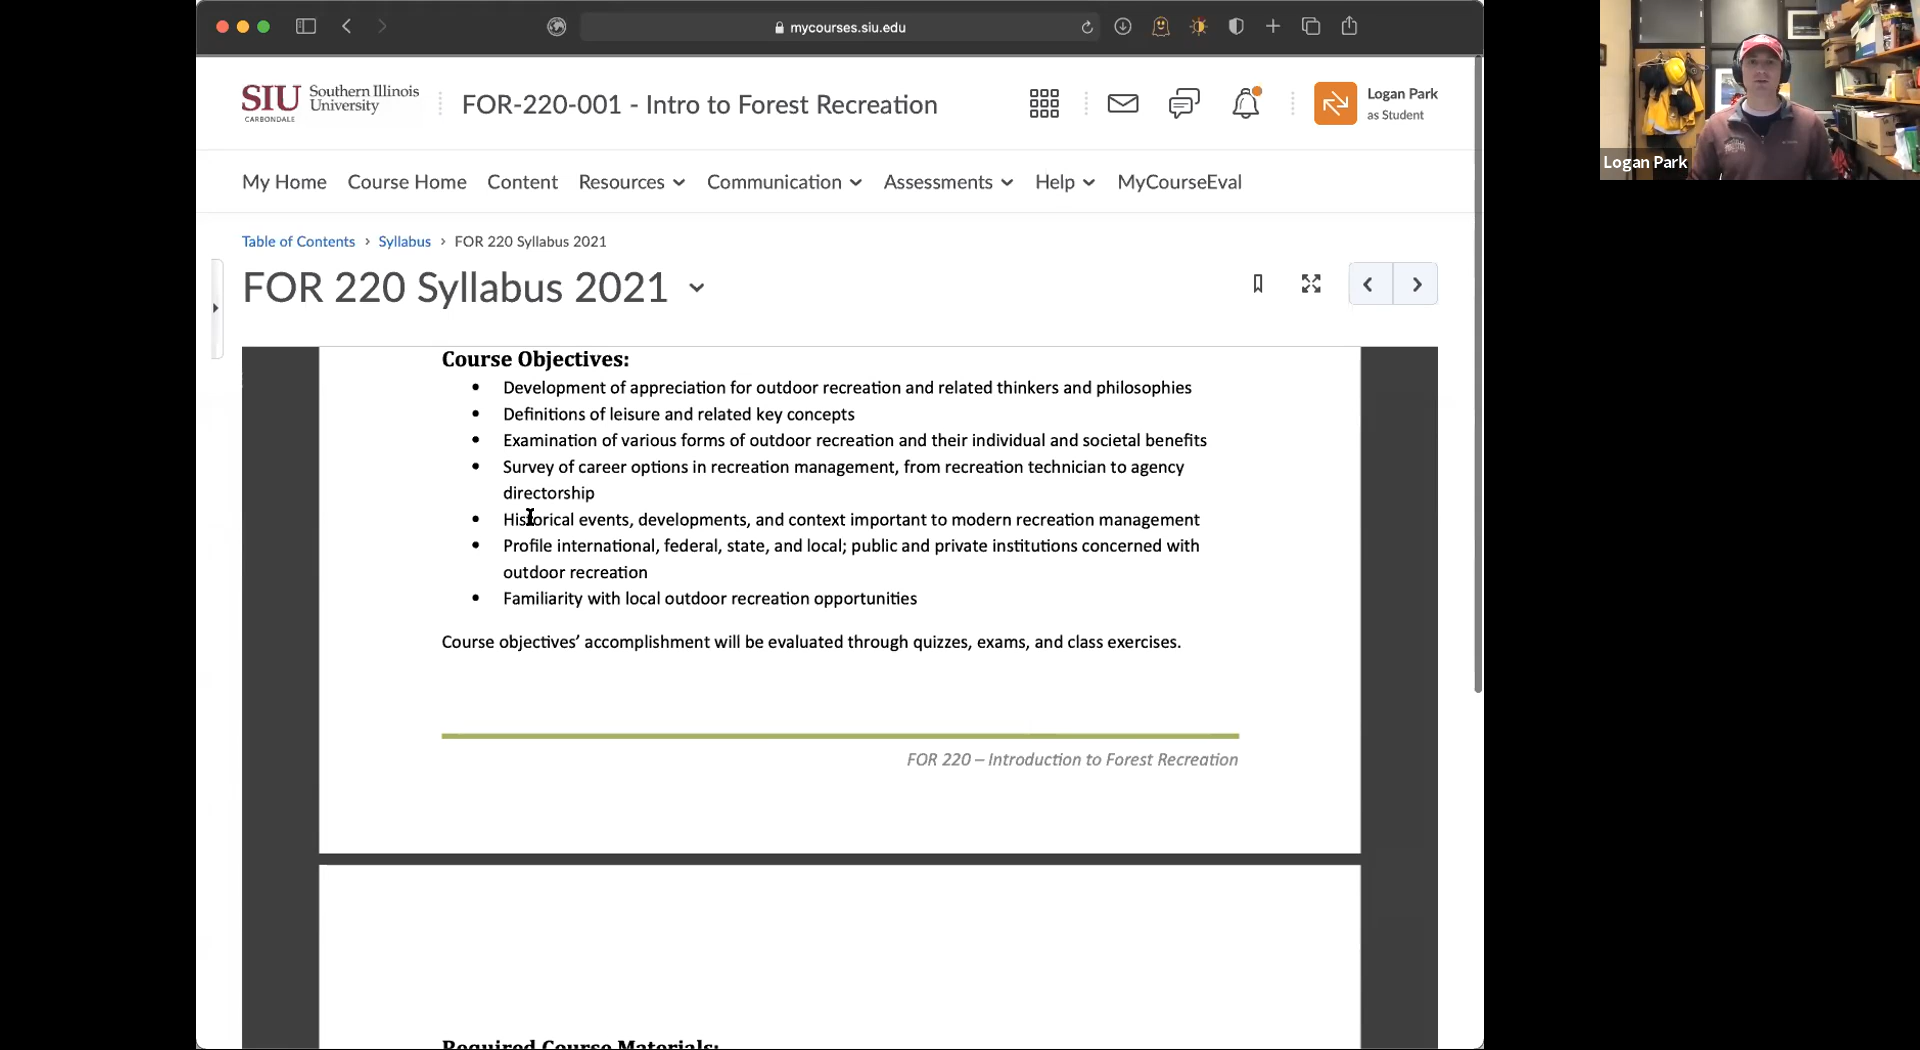 mycourses.siu.edu
SIU Southern Illinois
University
CARBONDALE
FOR-220-001 - Intro to Forest Recreation
Logan Park
as Student
Logan Park
My Home Course Home Content Resources Communication Assessments Help MyCourseEval
Table of Contents › Syllabus › FOR 220 Syllabus 2021
FOR 220 Syllabus 2021
Course Objectives:
• Development of appreciation for outdoor recreation and related thinkers and philosophies
• Definitions of leisure and related key concepts
• Examination of various forms of outdoor recreation and their individual and societal benefits
• Survey of career options in recreation management, from recreation technician to agency
directorship
• Historical events, developments, and context important to modern recreation management
• Profile international, federal, state, and local; public and private institutions concerned with
outdoor recreation
• Familiarity with local outdoor recreation opportunities
Course objectives’ accomplishment will be evaluated through quizzes, exams, and class exercises.
FOR 220 – Introduction to Forest Recreation
Required Course Materials: